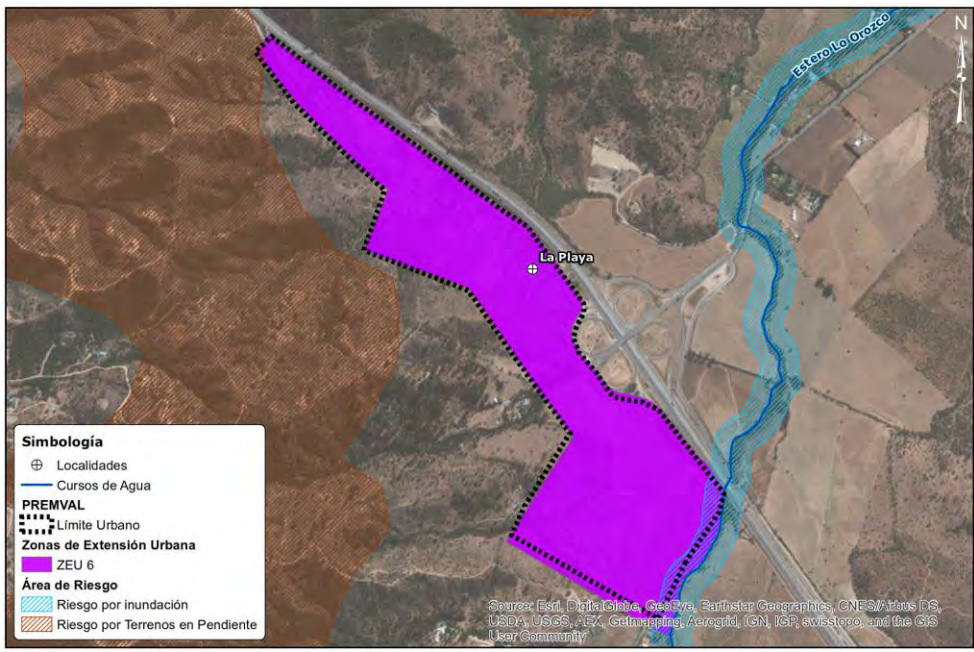 Estero Lo Orozco
N
La Playa
Simbología
Localidades
Cursos de Agua
PREMVAL
Límite Urbano
Zonas de Extensión Urbana
ZEU 6
Área de Riesgo
Riesgo por inundación
Riesgo por Terrenos en Pendiente
Source: Esri, DigitalGlobe, GeoEye, Earthstar Geographics, CNES/Airbus DS,
USDA, USGS, AEX, Getmapping, Aerogrid, IGN, IGP, swisstopo, and the GIS
User Community